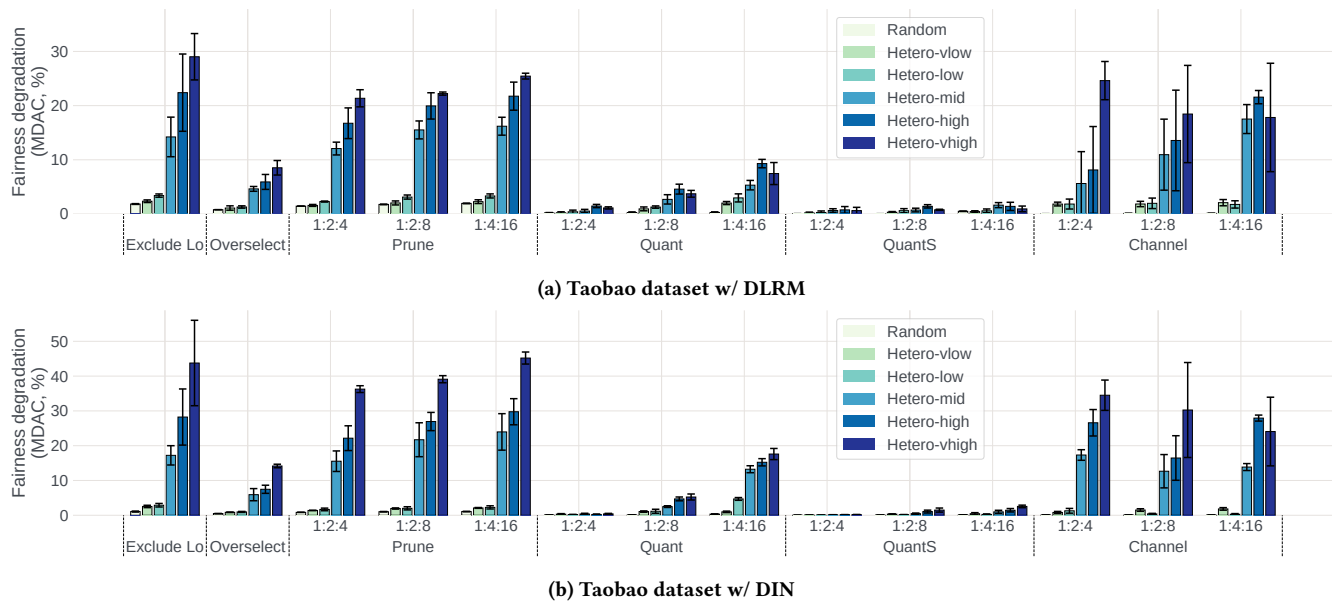 Fairness degradation
(MDAC, %)
30
20
10
0
Random
Hetero-vlow
Hetero-low
Hetero-mid
Hetero-high
Hetero-vhigh
1:2:4 1:2:8 1:4:16 1:2:4 1:2:8 1:4:16 1:2:4 1:2:8 1:4:16 1:2:4 1:2:8 1:4:16
Exclude Lo Overselect Prune Quant QuantS Channel
(a) Taobao dataset w/ DLRM
Fairness degradation
(MDAC, %)
50
40
30
20
10
0
Random
Hetero-vlow
Hetero-low
Hetero-mid
Hetero-high
Hetero-vhigh
1:2:4 1:2:8 1:4:16 1:2:4 1:2:8 1:4:16 1:2:4 1:2:8 1:4:16 1:2:4 1:2:8 1:4:16
Exclude Lo Overselect Prune Quant QuantS Channel
(b) Taobao dataset w/ DIN